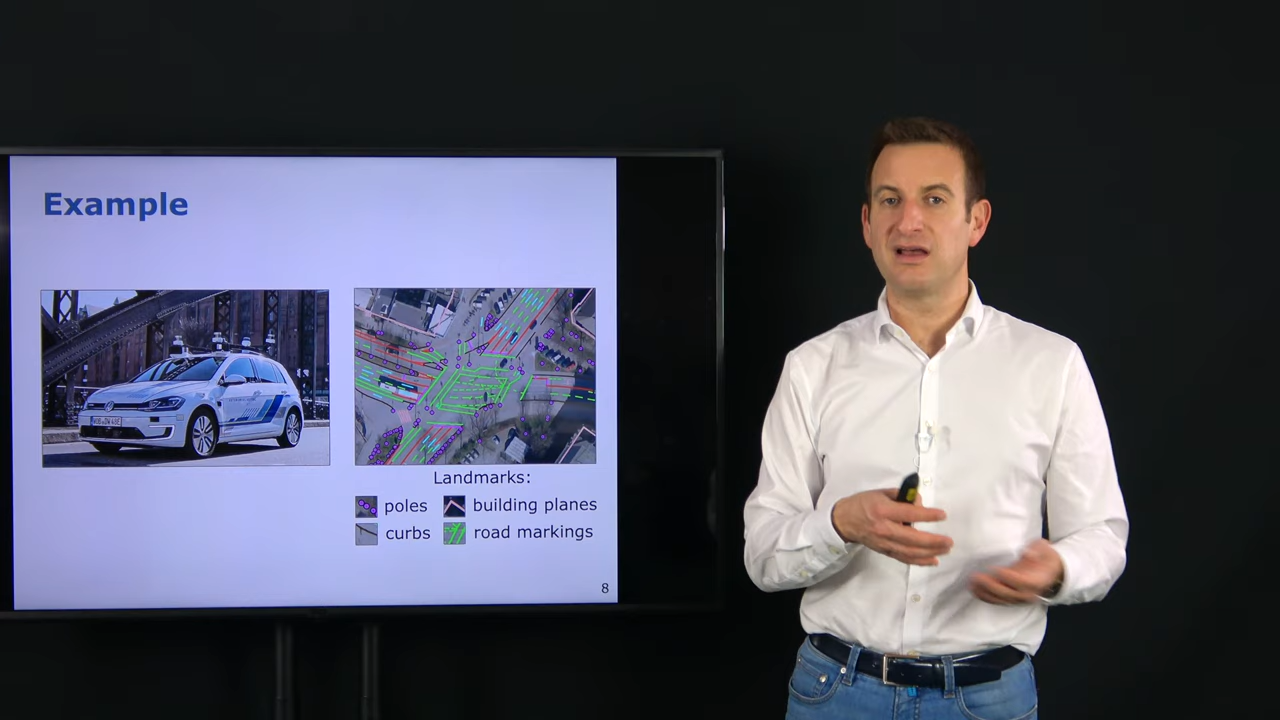 Example
Landmarks:
poles
building planes
curbs
road markings
8